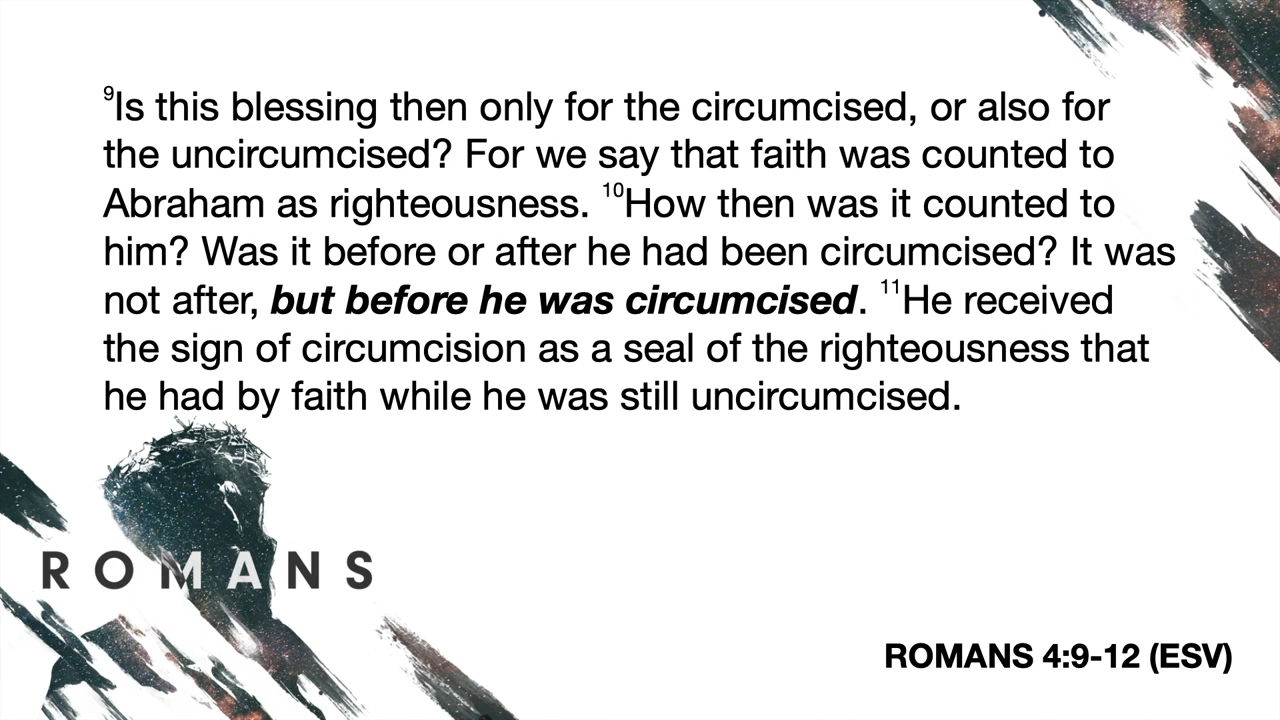 ⁹Is this blessing then only for the circumcised, or also for
the uncircumcised? For we say that faith was counted to
Abraham as righteousness. ¹⁰How then was it counted to
him? Was it before or after he had been circumcised? It was
not after, but before he was circumcised. ¹¹He received
the sign of circumcision as a seal of the righteousness that
he had by faith while he was still uncircumcised.
ROMANS
ROMANS 4:9-12 (ESV)